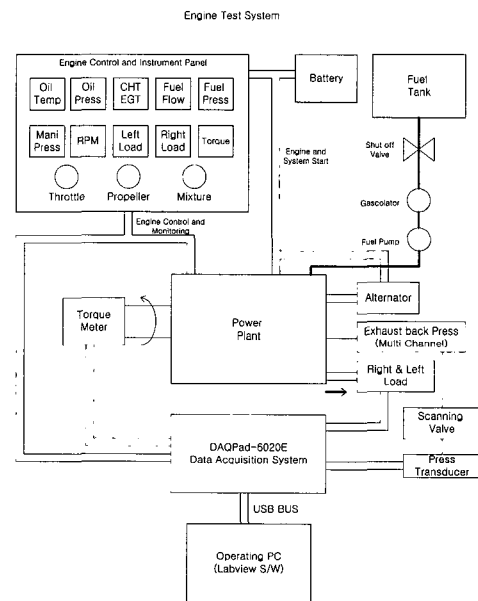 Engine Test System
Engine Control and Instrument Panel
Oil
Temp
Oil
Press
CHT
EGT
Fuel
Flow
Fuel
Press
Mani
Press
RPM
Left
Load
Right
Load
Torque
Throttle
Propeller
Mixture
Battery
Fuel
Tank
Shut off
Valve
Engine and
System Start
Gascolator
Engine Control and
Monitoring
Fuel Pump
Torque
Meter
Power
Plant
Alternator
Exhaust back Press
(Multi Channel)
Right & Left
Load
Scanning
Valve
DAQPad-6020E
Data Acquisition System
Press
Transducer
USB BUS
Operating PC
(Labview S/W)